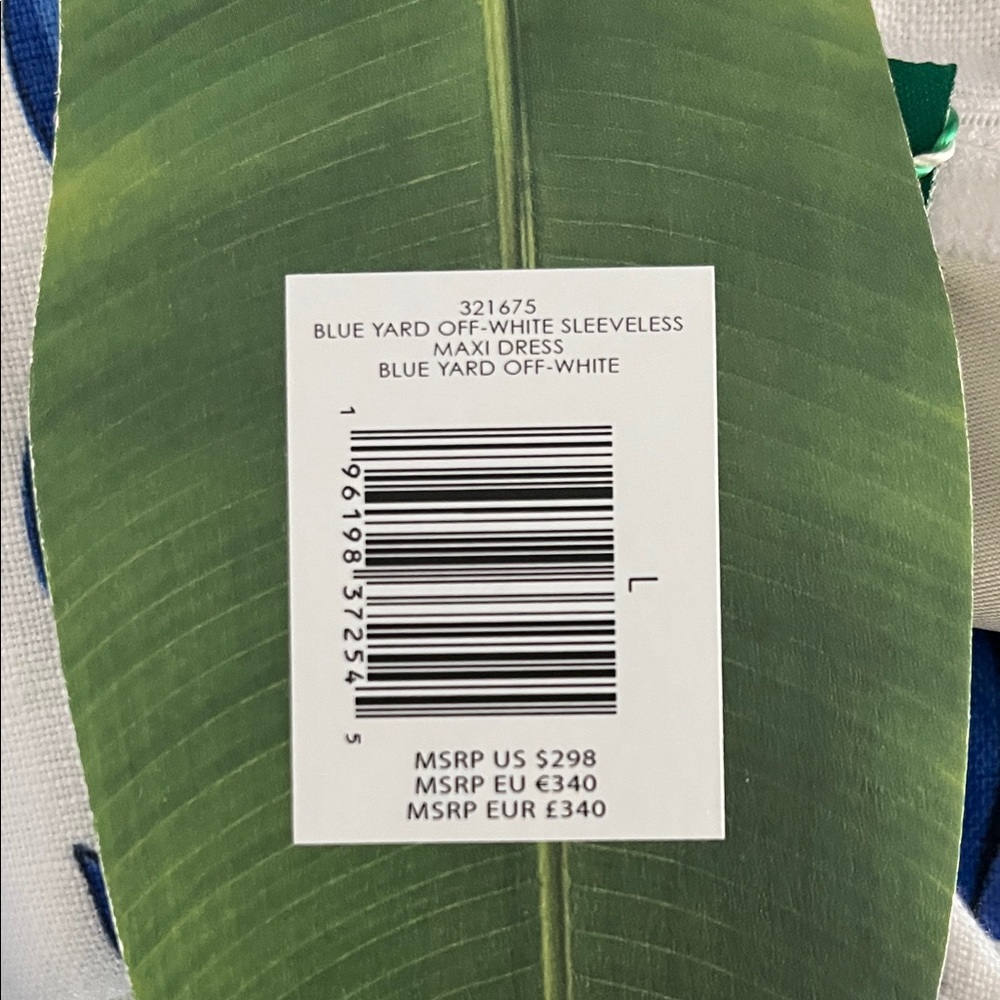 321675
BLUE YARD OFF-WHITE SLEEVELESS
MAXI DRESS
BLUE YARD OFF-WHITE
1 96198 37254 5
L
MSRP US $298
MSRP EU €340
MSRP EUR £340